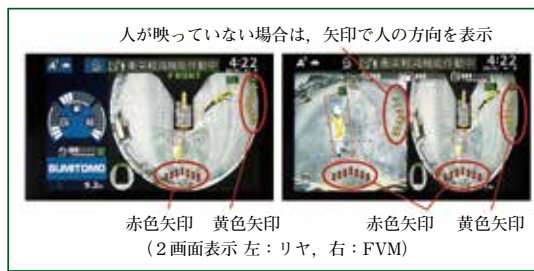 人が映っていない場合は，矢印で人の方向を表示
4:22
4:22
SUMITOMO
赤色矢印 黄色矢印
赤色矢印 黄色矢印
（2画面表示 左：リヤ，右：FVM）